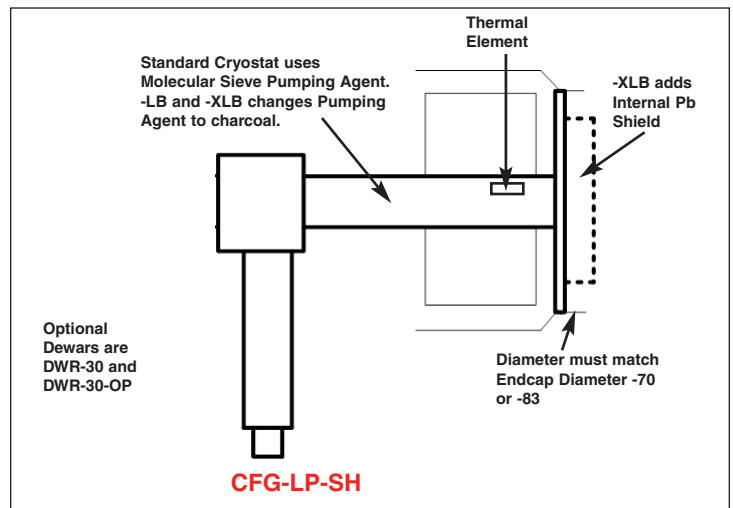 Thermal
Element
Standard Cryostat uses
Molecular Sieve Pumping Agent.
-LB and -XLB changes Pumping
Agent to charcoal.
-XLB adds
Internal Pb
Shield
Optional
Dewars are
DWR-30 and
DWR-30-OP
Diameter must match
Endcap Diameter -70
or -83
CFG-LP-SH